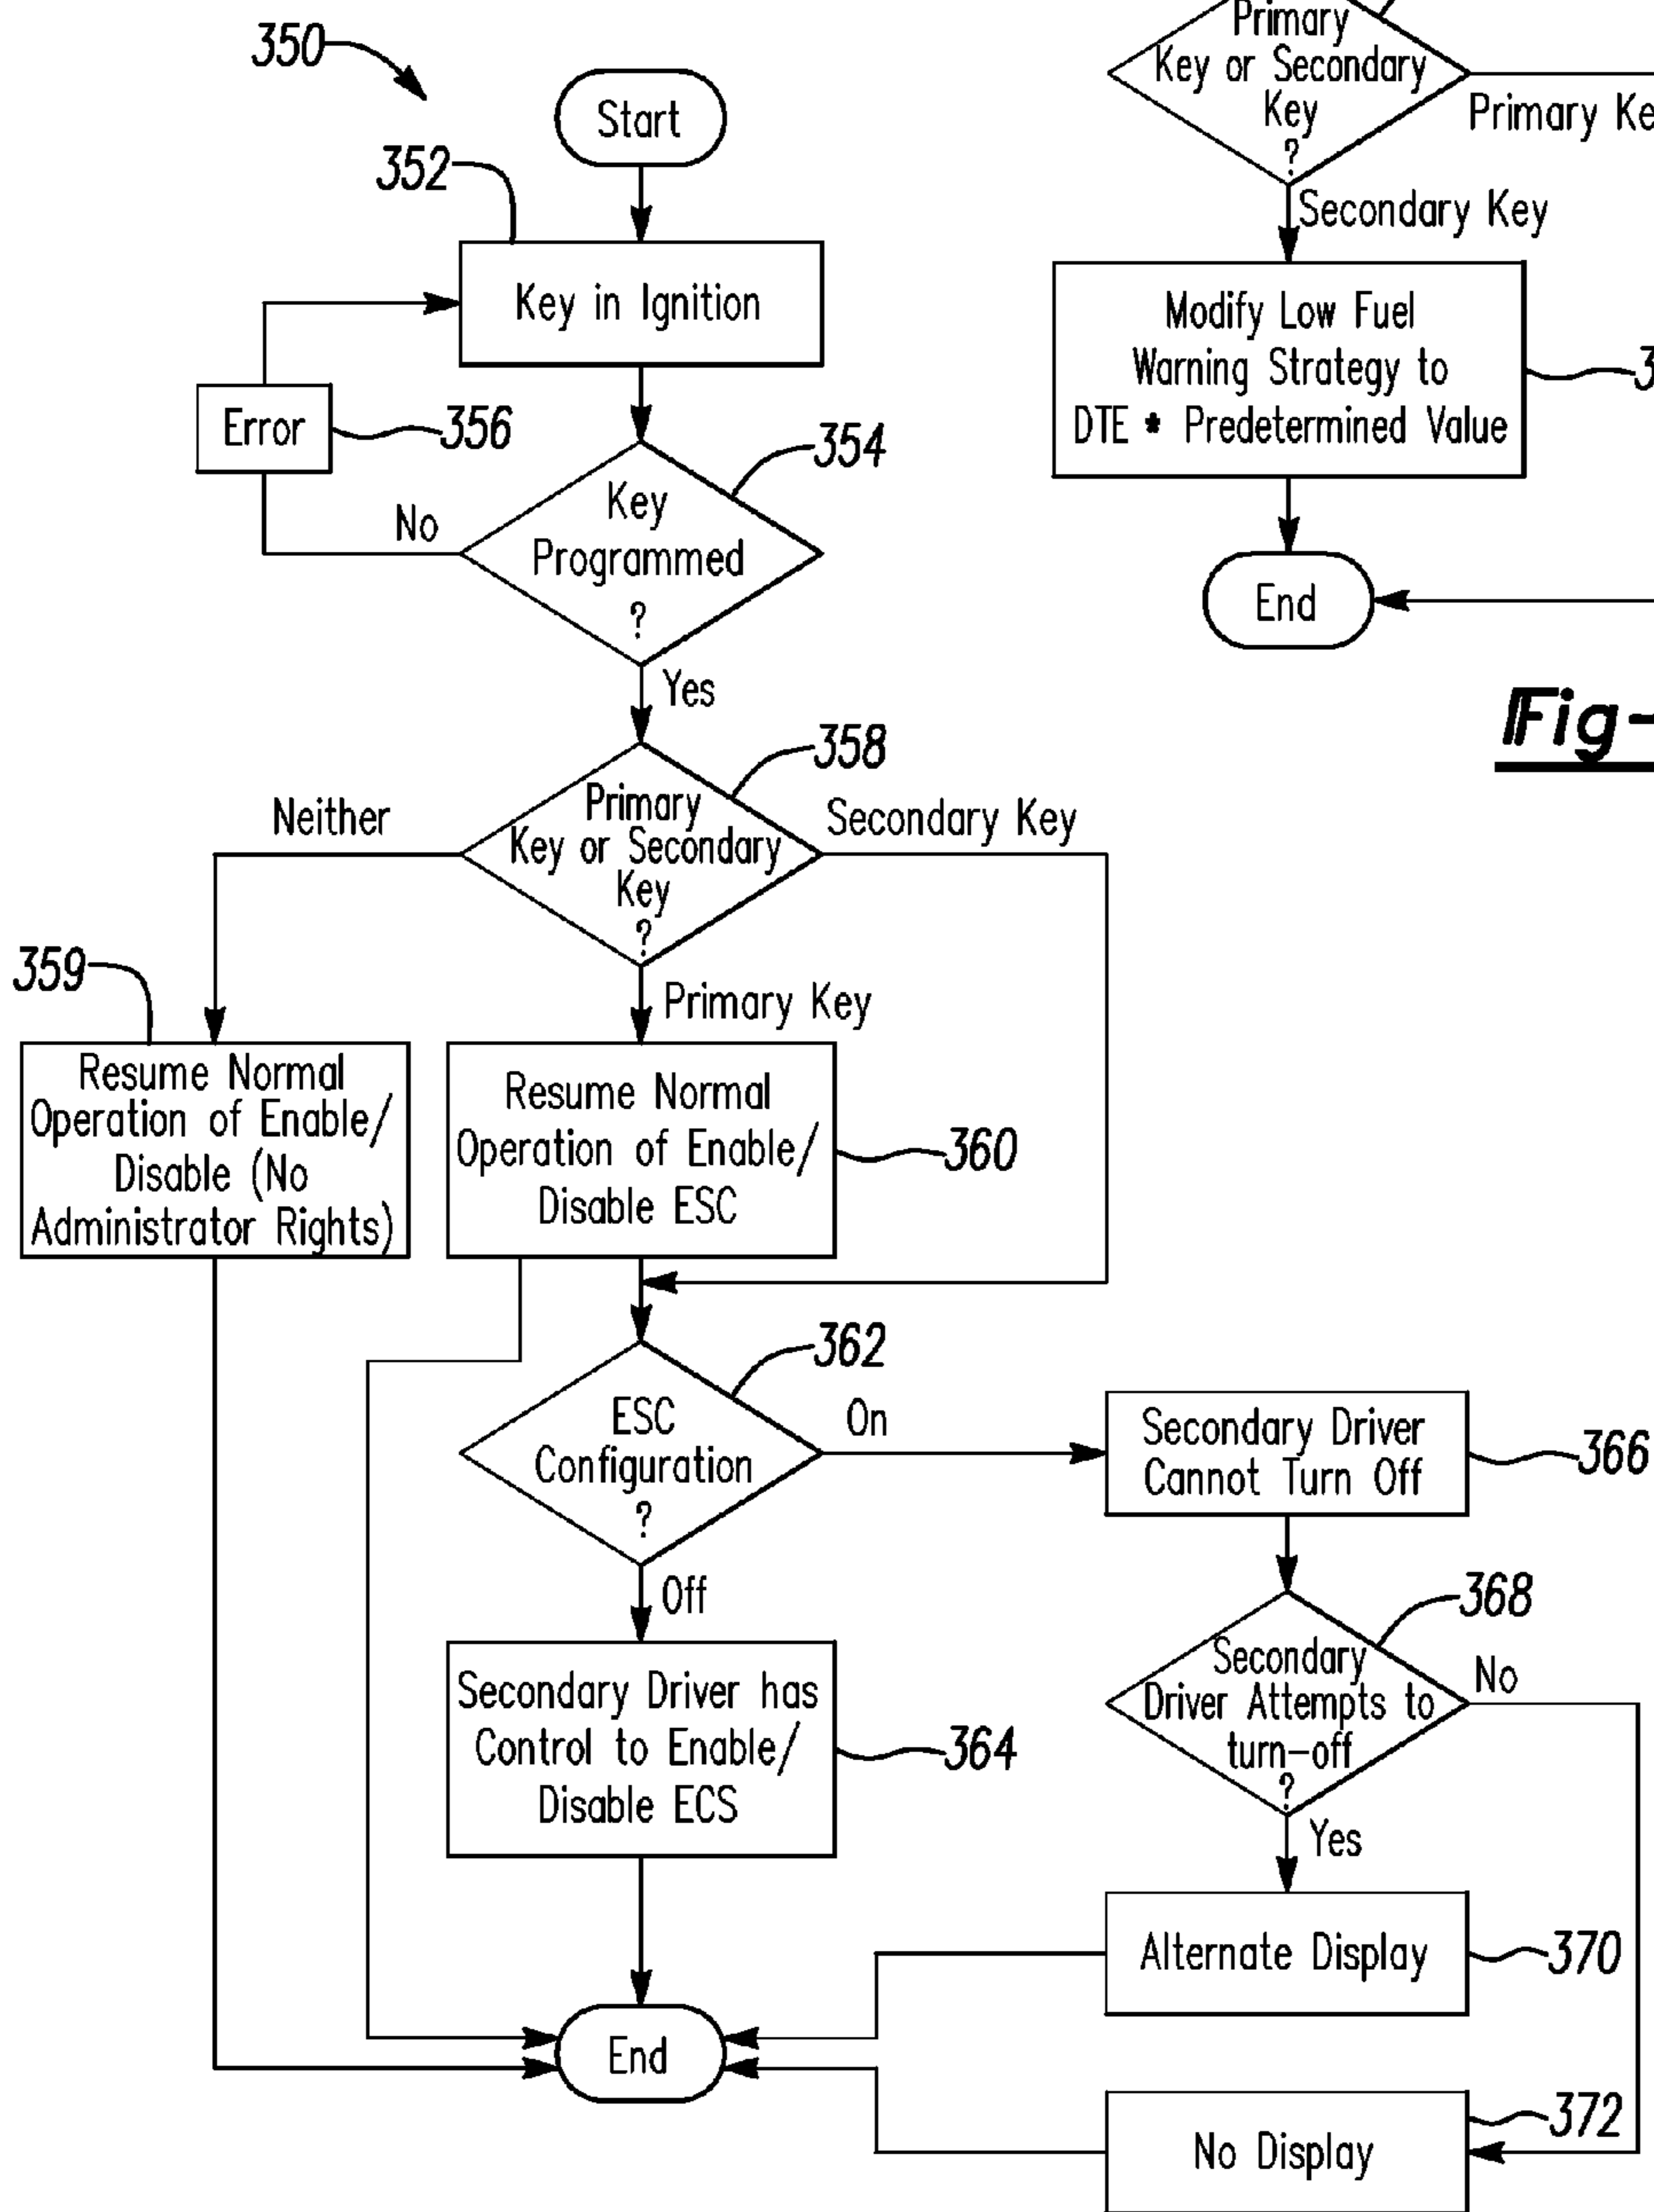 350
Start
352
Key in Ignition
Error
356
354
Key
Programmed
?
No
Yes
358
Primary
Key or Secondary
Key
?
Neither
Secondary Key
Primary Key
359
Resume Normal
Operation of Enable/
Disable (No
Administrator Rights)
Resume Normal
Operation of Enable/
Disable ESC
360
362
ESC
Configuration
?
On
Off
Secondary Driver
Cannot Turn Off
366
Secondary Driver has
Control to Enable/
Disable ECS
364
368
Secondary
Driver Attempts to
turn-off
?
No
Yes
Alternate Display
370
End
No Display
372
Primary
Key or Secondary
Key
?
Primary Ke
Secondary Key
Modify Low Fuel
Warning Strategy to
DTE * Predetermined Value
3
End
Fig-